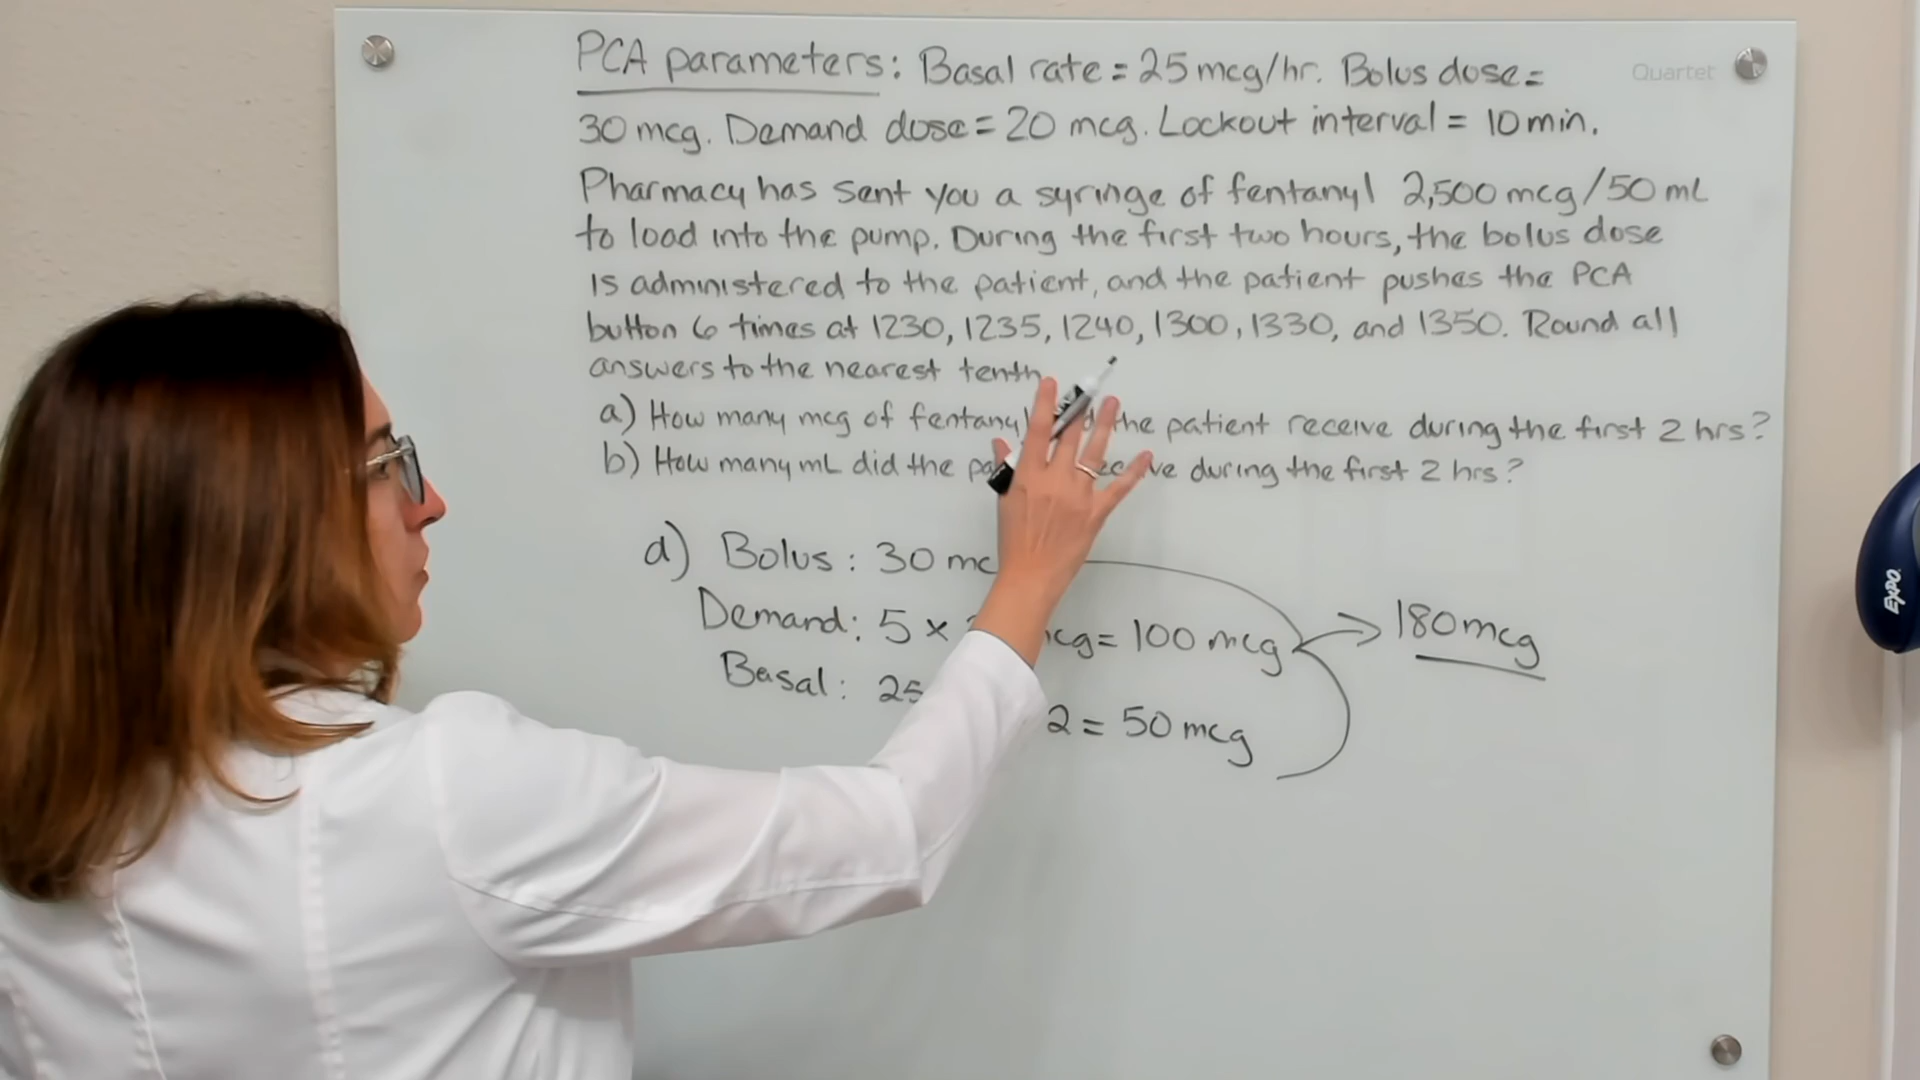 PCA parameters: Basal rate = 25 mcg/hr. Bolus dose =
Quartet
30 mcg. Demand dose = 20 mcg. Lockout interval = 10 min.
Pharmacy has sent you a syringe of fentanyl 2,500 mcg/50 mL
to load into the pump. During the first two hours, the bolus dose
is administered to the patient, and the patient pushes the PCA
button 6 times at 1230, 1235, 1240, 1300, 1330, and 1350. Round all
answers to the nearest tenth.
a) How many mcg of fentanyl the patient receive during the first 2 hrs?
b) How many mL did the during the first 2 hrs?
a) Bolus: 30 mc
Demand: 5 x mcg = 100 mcg
180 mcg
Basal: 25
2 = 50 mcg
EXPO